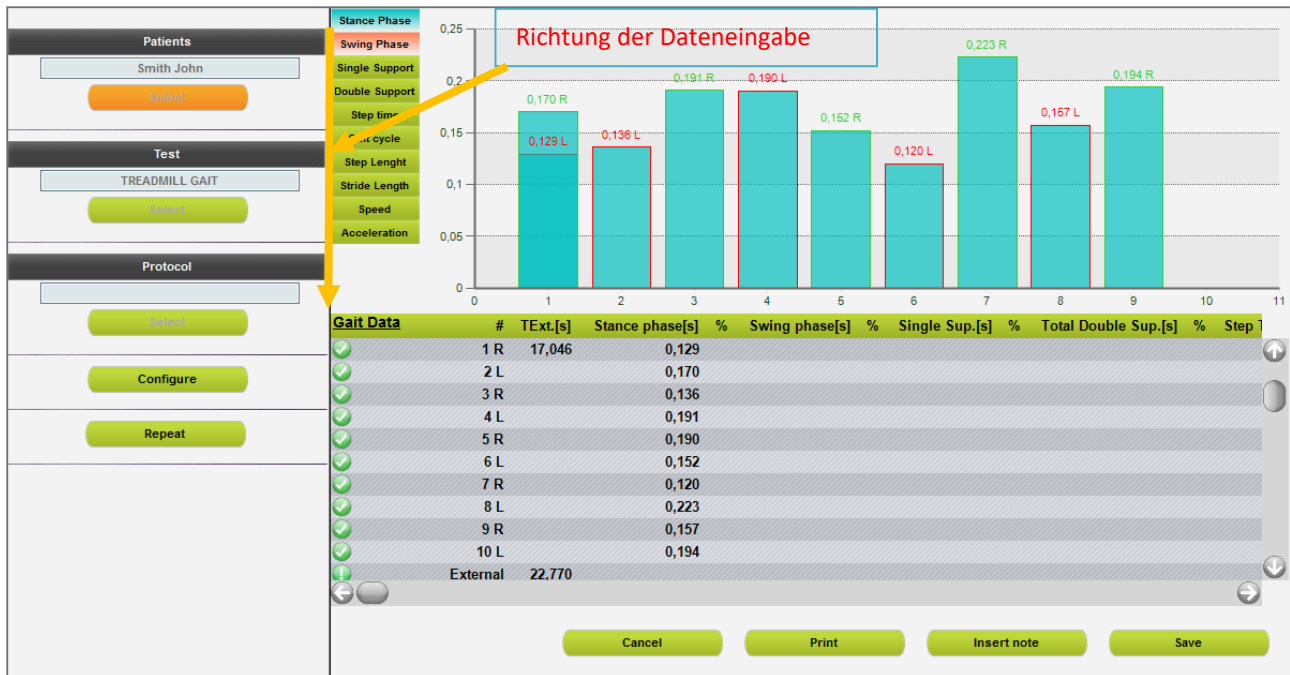 Patients
Smith John
Select
Test
TREADMILL GAIT
Select
Protocol
Select
Configure
Repeat
Stance Phase
Swing Phase
Single Support
Double Support
Step time
cycle
Step Lenght
Stride Length
Speed
Acceleration
Richtung der Dateneingabe
0,25
0,2
0,15
0,1
0,05
0
0,170 R
0,129 L
0,136 L
0,191 R
0,190 L
0,152 R
0,120 L
0,223 R
0,157 L
0,194 R
0 1 2 3 4 5 6 7 8 9 10 11
Gait Data # TExt.[s] Stance phase[s] % Swing phase[s] % Single Sup.[s] % Total Double Sup.[s] % Step
1 R 17,046 0,129
2 L 0,170
3 R 0,136
4 L 0,191
5 R 0,190
6 L 0,152
7 R 0,120
8 L 0,223
9 R 0,157
10 L 0,194
External 22,770
Cancel Print Insert note Save